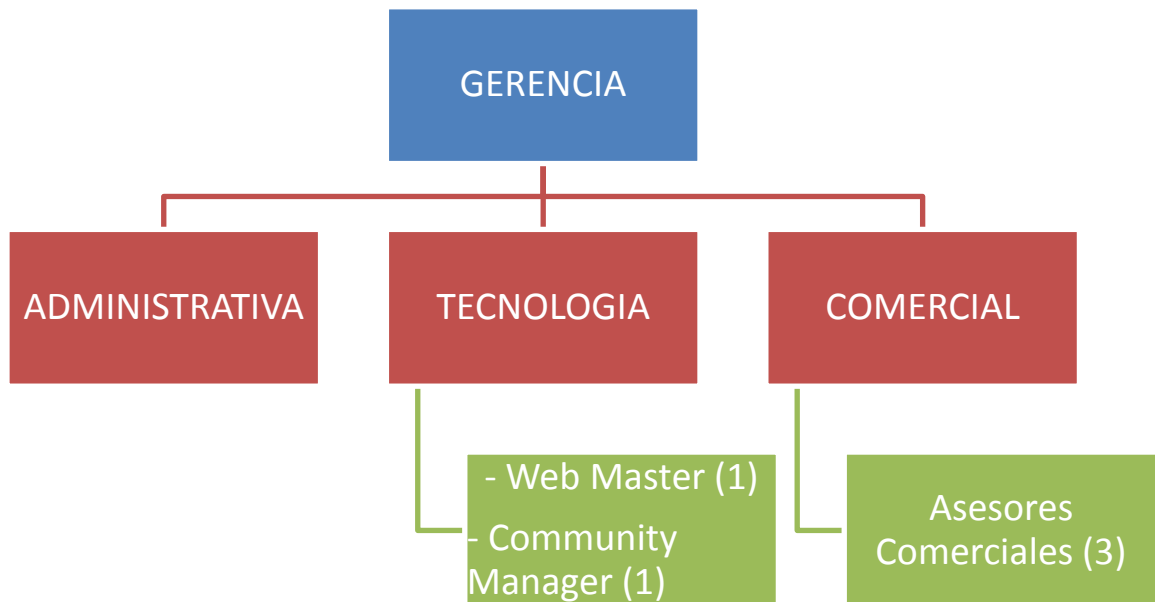 GERENCIA
ADMINISTRATIVA
TECNOLOGIA
COMERCIAL
- Web Master (1)
- Community
Manager (1)
Asesores
Comerciales (3)